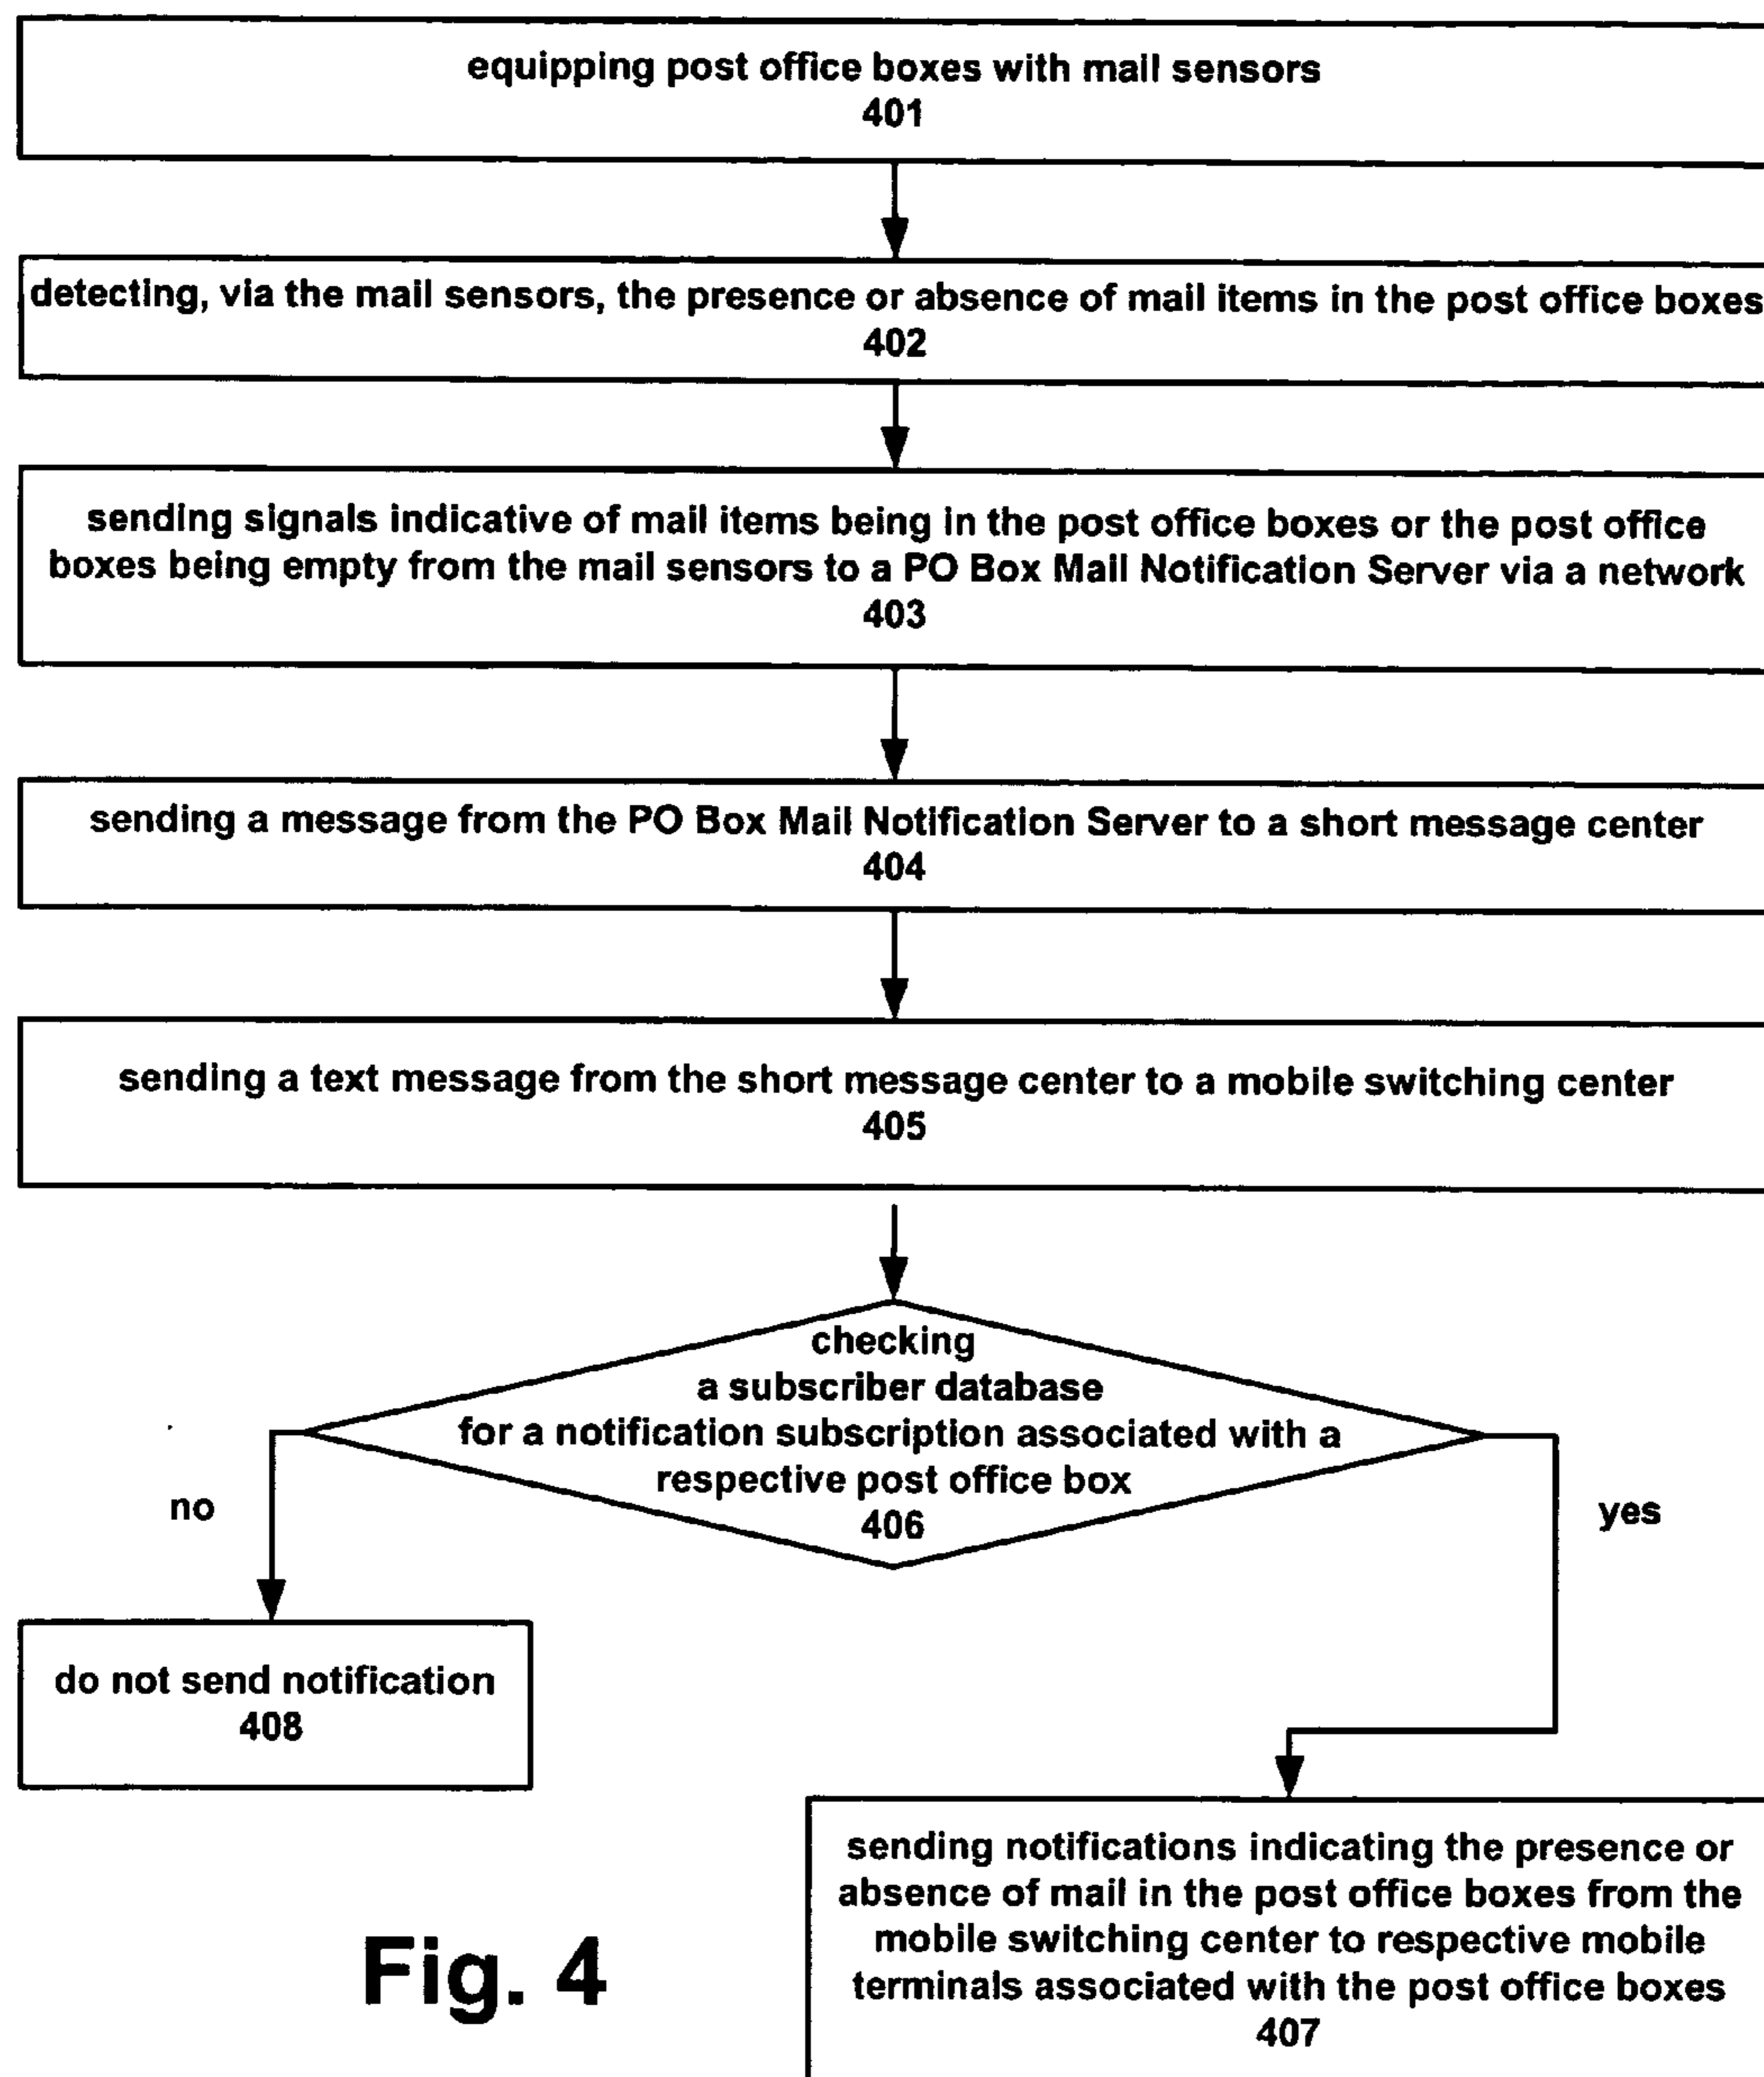 equipping post office boxes with mail sensors
401
detecting, via the mail sensors, the presence or absence of mail items in the post office boxes
402
sending signals indicative of mail items being in the post office boxes or the post office
boxes being empty from the mail sensors to a PO Box Mail Notification Server via a network
403
sending a message from the PO Box Mail Notification Server to a short message center
404
sending a text message from the short message center to a mobile switching center
405
checking
a subscriber database
for a notification subscription associated with a
respective post office box
406
no
yes
do not send notification
408
sending notifications indicating the presence or
absence of mail in the post office boxes from the
mobile switching center to respective mobile
terminals associated with the post office boxes
407
Fig. 4